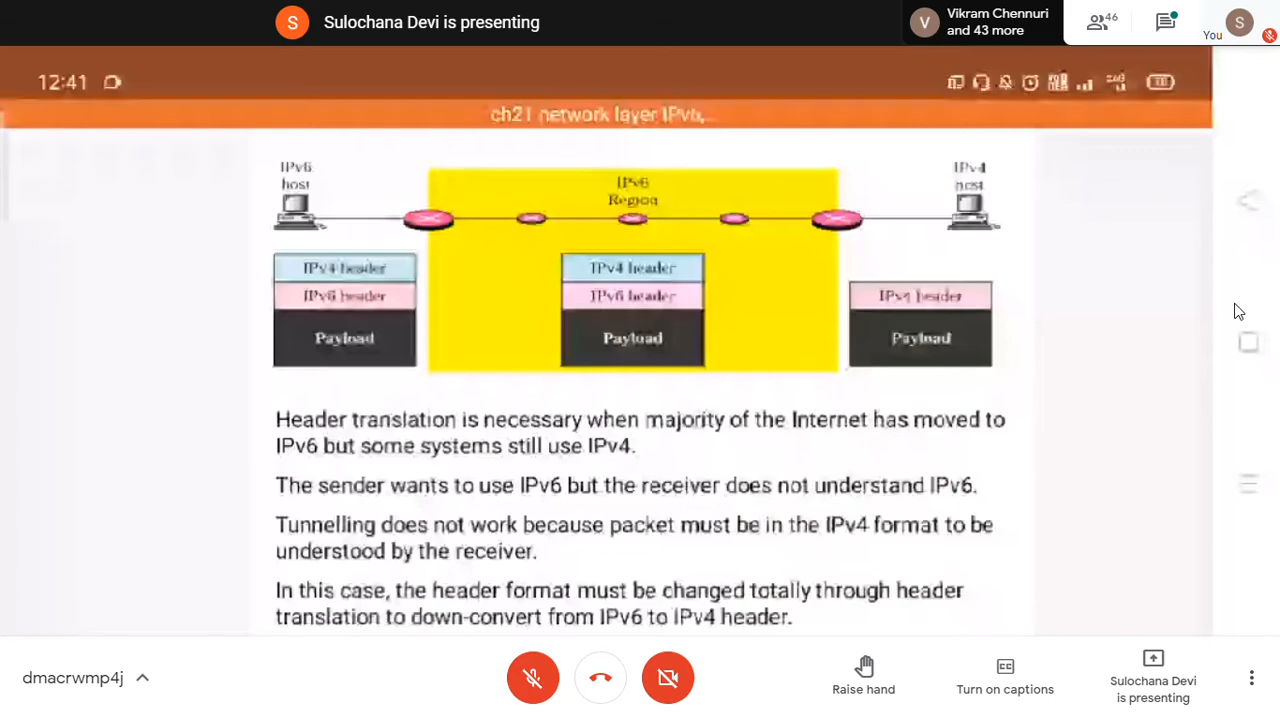 S Sulochana Devi is presenting
V Vikram Chennuri
and 43 more
46
You
S
12:41
ch21 network layer IPv6,...
IPv6
host
IPv6
Region
IPv4
host
IPv4 header
IPv6 header
Payload
IPv4 header
IPv6 header
Payload
IPv4 header
Payload
Header translation is necessary when majority of the Internet has moved to
IPv6 but some systems still use IPv4.
The sender wants to use IPv6 but the receiver does not understand IPv6.
Tunnelling does not work because packet must be in the IPv4 format to be
understood by the receiver.
In this case, the header format must be changed totally through header
translation to down-convert from IPv6 to IPv4 header.
dmacrwmp4j
Raise hand
CC
Turn on captions
Sulochana Devi
is presenting